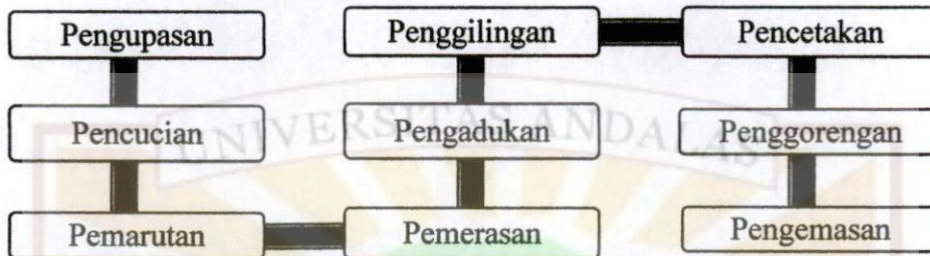 Pengupasan
Pencucian
Pemarutan
Pemerasan
Pengadukan
Penggilingan
Pencetakan
Penggorengan
Pengemasan
UNIVERSITAS ANDALAS